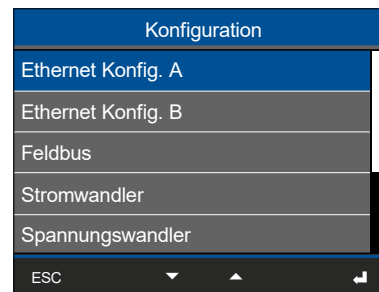 Konfiguration
Ethernet Konfig. A
Ethernet Konfig. B
Feldbus
Stromwandler
Spannungswandler
ESC